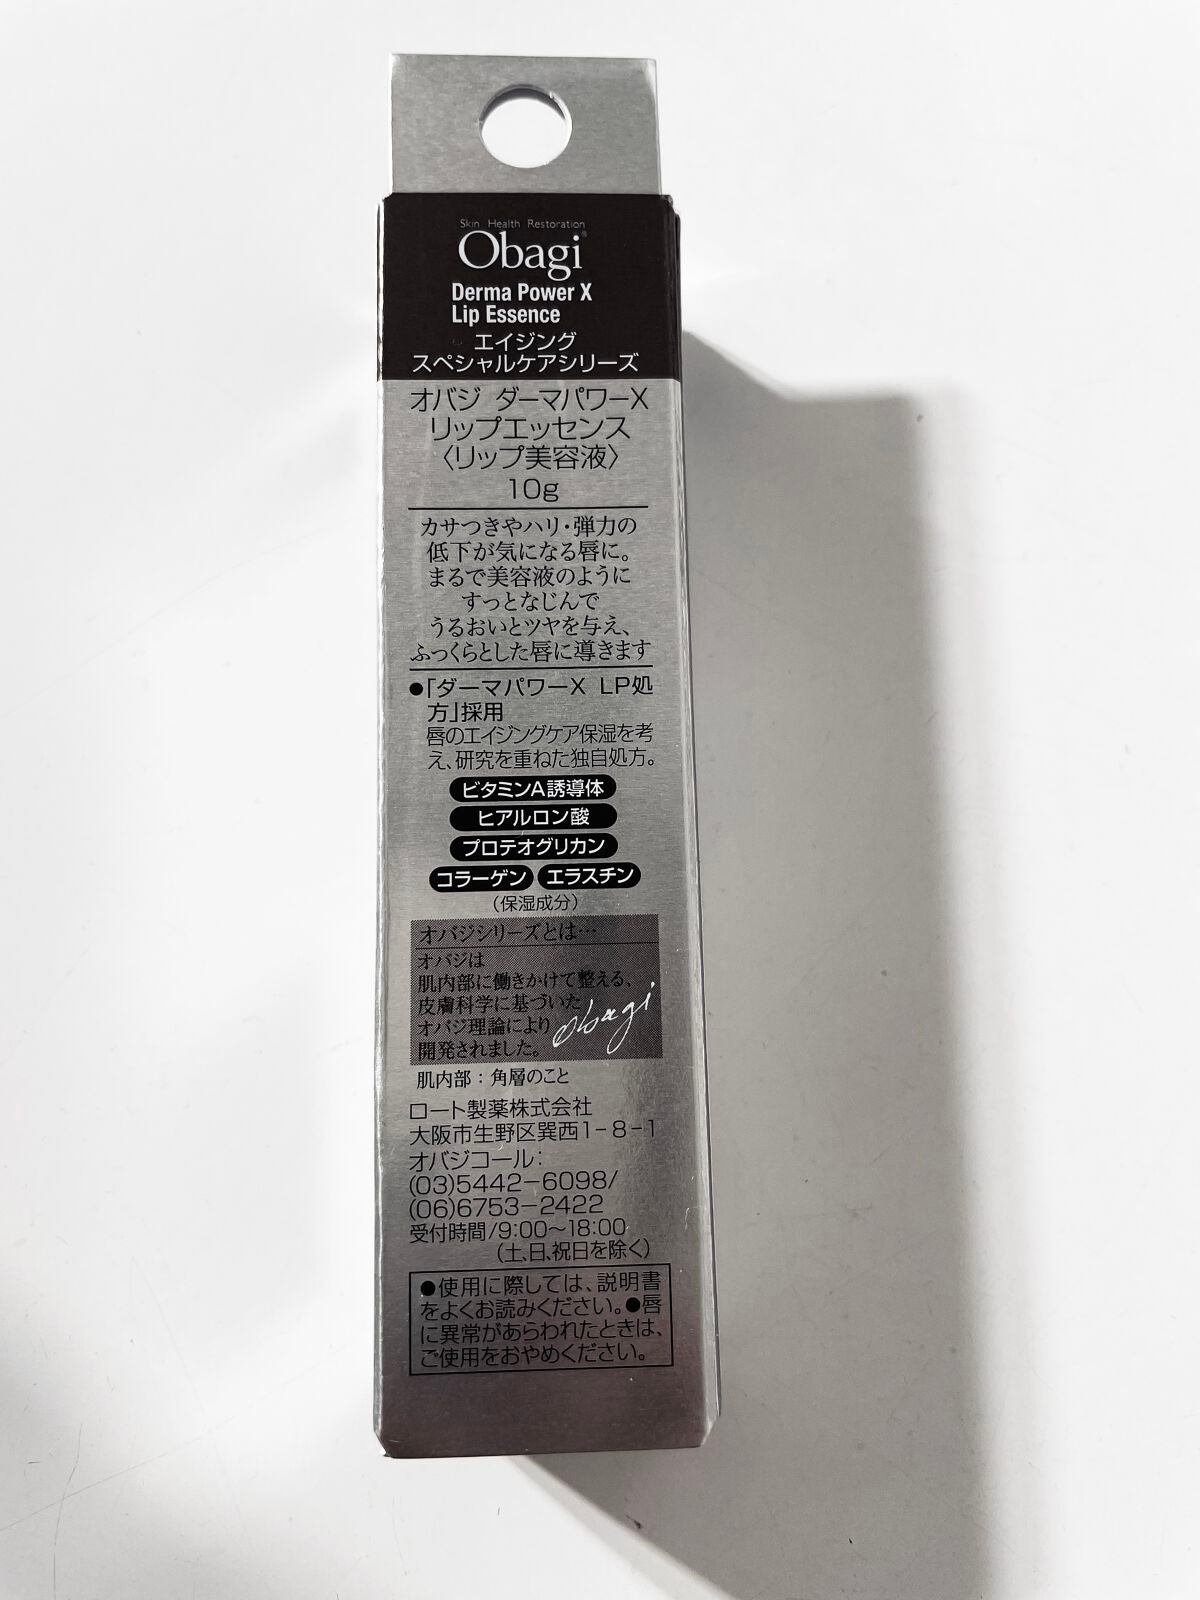 Skin Health Restoration
Obagi®
Derma Power X
Lip Essence
エイジング
スペシャルケアシリーズ
オバジ ダーマパワーX
リップエッセンス
〈リップ美容液〉
10g
カサつきやハリ・弾力の
低下が気になる唇に。
まるで美容液のように
すっとなじんで
うるおいとツヤを与え、
ふっくらとした唇に導きます
●「ダーマパワーX LP処
方」採用
唇のエイジングケア保湿を考
え、研究を重ねた独自処方。
ビタミンA誘導体
ヒアルロン酸
プロテオグリカン
コラーゲン エラスチン
(保湿成分)
オバジシリーズとは…
オバジは
肌内部に働きかけて整える、
皮膚科学に基づいた
オバジ理論により
開発されました。
Obagi
肌内部：角層のこと
ロート製薬株式会社
大阪市生野区巽西1-8-1
オバジコール：
(03)5442-6098/
(06)6753-2422
受付時間/9:00~18:00
(土、日、祝日を除く)
●使用に際しては、説明書
をよくお読みください。●唇
に異常があらわれたときは、
ご使用をおやめください。